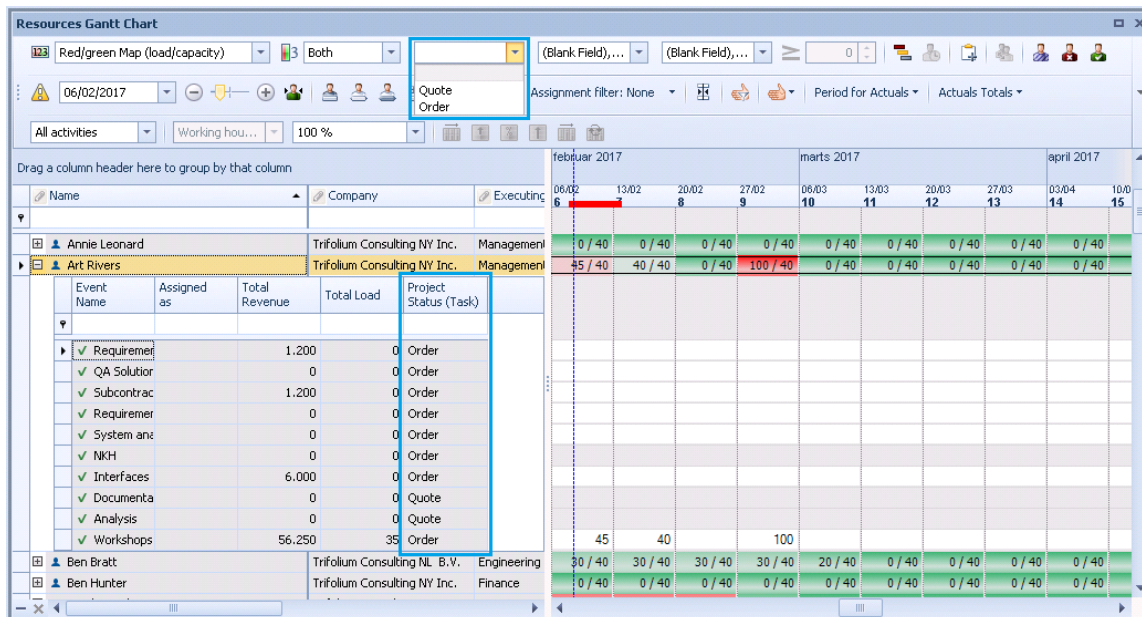 Resources Gantt Chart
123 Red/green Map (load/capacity) 3 Both (Blank Field),... (Blank Field),... ≥ 0
Quote
Order
06/02/2017 Assignment filter: None Period for Actuals Actuals Totals
All activities Working hou... 100 %
Drag a column header here to group by that column
februar 2017 marts 2017 april 2017
Name Company Executing
06/02 13/02 20/02 27/02 06/03 13/03 20/03 27/03 03/04 10/0
6 7 8 9 10 11 12 13 14 15
Annie Leonard Trifolium Consulting NY Inc. Management 0 / 40 0 / 40 0 / 40 0 / 40 0 / 40 0 / 40 0 / 40 0 / 40 0 / 40
Art Rivers Trifolium Consulting NY Inc. Management 45 / 40 40 / 40 0 / 40 100 / 40 0 / 40 0 / 40 0 / 40 0 / 40 0 / 40
Event Name Assigned as Total Revenue Total Load Project Status (Task)
Requiremer 1.200 0 Order
QA Solution 0 0 Order
Subcontrac 1.200 0 Order
Requiremer 0 0 Order
System ana 0 0 Order
NKH 0 0 Order
Interfaces 6.000 0 Order
Documenta 0 0 Quote
Analysis 0 0 Quote
Workshops 56.250 35 Order 45 40 100
Ben Bratt Trifolium Consulting NL B.V. Engineering 30 / 40 30 / 40 30 / 40 30 / 40 20 / 40 0 / 40 0 / 40 0 / 40 0 / 40
Ben Hunter Trifolium Consulting NY Inc. Finance 0 / 40 0 / 40 0 / 40 0 / 40 0 / 40 0 / 40 0 / 40 0 / 40 0 / 40